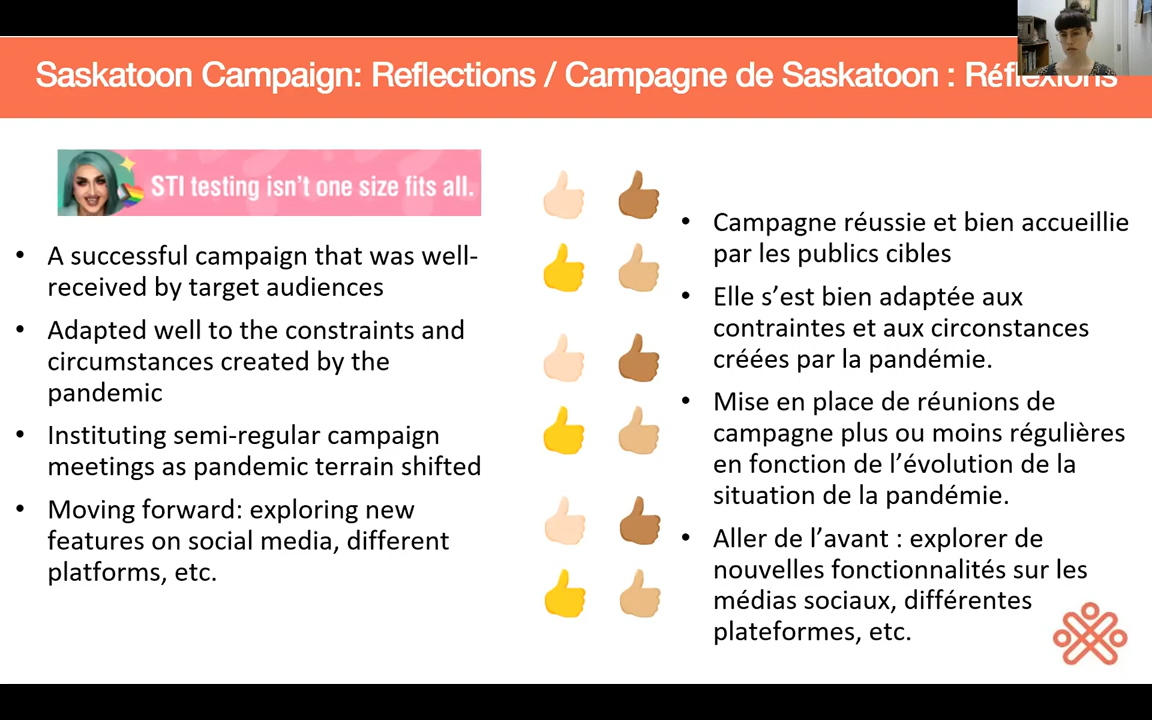 Saskatoon Campaign: Reflections / Campagne de Saskatoon : Réflexions
STI testing isn't one size fits all.
• A successful campaign that was well-
received by target audiences
• Adapted well to the constraints and
circumstances created by the
pandemic
• Instituting semi-regular campaign
meetings as pandemic terrain shifted
• Moving forward: exploring new
features on social media, different
platforms, etc.
• Campagne réussie et bien accueillie
par les publics cibles
• Elle s’est bien adaptée aux
contraintes et aux circonstances
créées par la pandémie.
• Mise en place de réunions de
campagne plus ou moins régulières
en fonction de l’évolution de la
situation de la pandémie.
• Aller de l’avant : explorer de
nouvelles fonctionnalités sur les
médias sociaux, différentes
plateformes, etc.